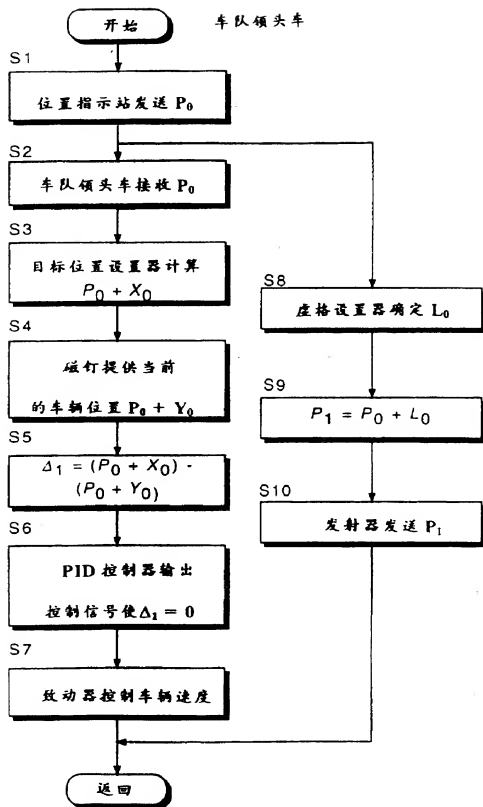 开始
车队领头车
S1
位置指示站发送 P₀
S2
车队领头车接收 P₀
S3
目标位置设置器计算
P₀ + X₀
S4
磁钉提供当前
的车辆位置 P₀ + Y₀
S5
Δ₁ = (P₀ + X₀) -
(P₀ + Y₀)
S6
PID 控制器输出
控制信号使Δ₁ = 0
S7
致动器控制车辆速度
返回
S8
虚格设置器确定 L₀
S9
P₁ = P₀ + L₀
S10
发射器发送 P₁